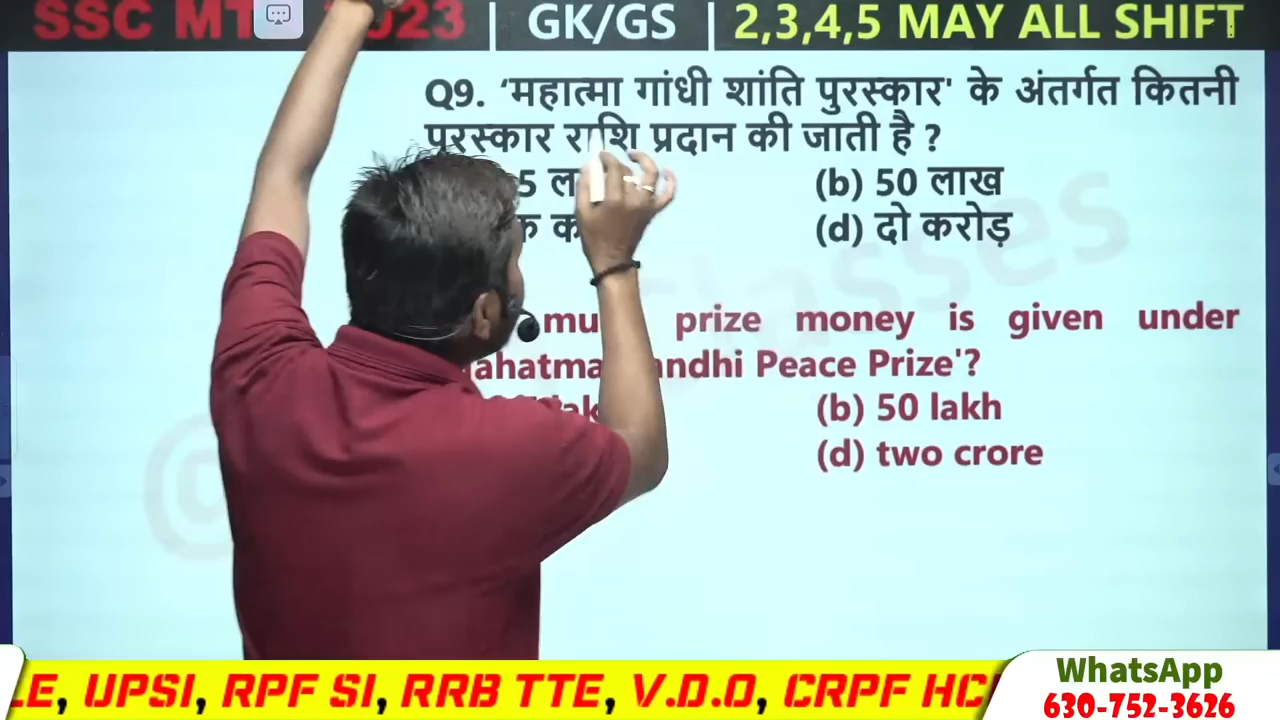 SSC MT 2023 | GK/GS | 2,3,4,5 MAY ALL SHIFT
Q9. 'महात्मा गांधी शांति पुरस्कार' के अंतर्गत कितनी
पुरस्कार राशि प्रदान की जाती है ?
5 (b) 50 लाख
(d) दो करोड़
prize money is given under
Peace Prize'?
(b) 50 lakh
(d) two crore
UPSI, RPF SI, RRB TTE, V.D.O, CRPF HC
WhatsApp
630-752-3626